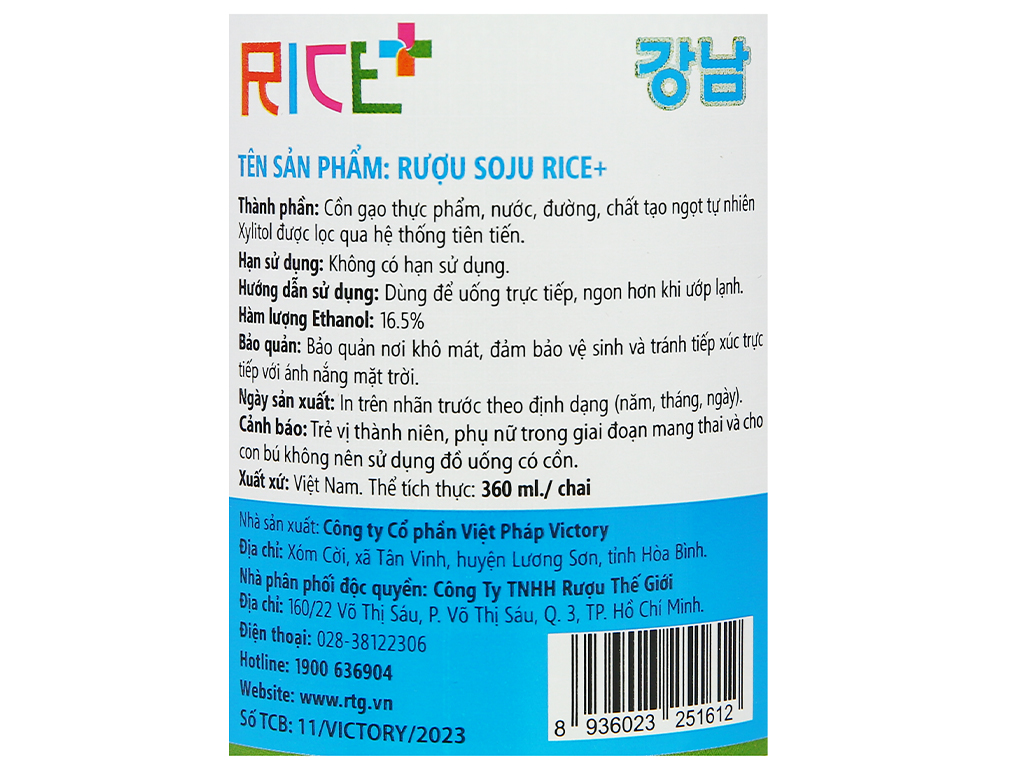 RICE+
강남
TÊN SẢN PHẨM: RƯỢU SOJU RICE+
Thành phần: Cồn gạo thực phẩm, nước, đường, chất tạo ngọt tự nhiên
Xylitol được lọc qua hệ thống tiên tiến.
Hạn sử dụng: Không có hạn sử dụng.
Hướng dẫn sử dụng: Dùng để uống trực tiếp, ngon hơn khi ướp lạnh.
Hàm lượng Ethanol: 16.5%
Bảo quản: Bảo quản nơi khô mát, đảm bảo vệ sinh và tránh tiếp xúc trực
tiếp với ánh nắng mặt trời.
Ngày sản xuất: In trên nhãn trước theo định dạng (năm, tháng, ngày).
Cảnh báo: Trẻ vị thành niên, phụ nữ trong giai đoạn mang thai và cho
con bú không nên sử dụng đồ uống có cồn.
Xuất xứ: Việt Nam. Thể tích thực: 360 ml./ chai
Nhà sản xuất: Công ty Cổ phần Việt Pháp Victory
Địa chỉ: Xóm Cời, xã Tân Vinh, huyện Lương Sơn, tỉnh Hòa Bình.
Nhà phân phối độc quyền: Công Ty TNHH Rượu Thế Giới
Địa chỉ: 160/22 Võ Thị Sáu, P. Võ Thị Sáu, Q. 3, TP. Hồ Chí Minh.
Điện thoại: 028-38122306
Hotline: 1900 636904
Website: www.rtg.vn
Số TCB: 11/VICTORY/2023
8 936023 251612